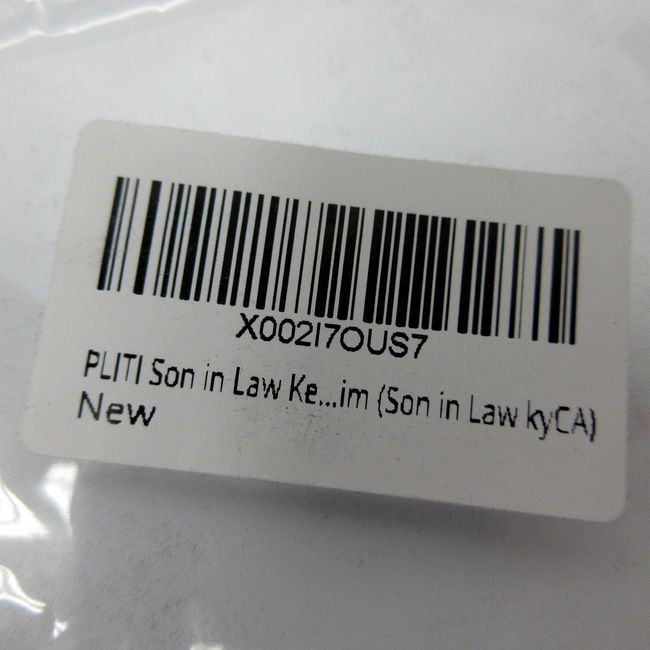 X002I7OUS7
PLITI Son in Law Ke...im (Son in Law kyCA)
New